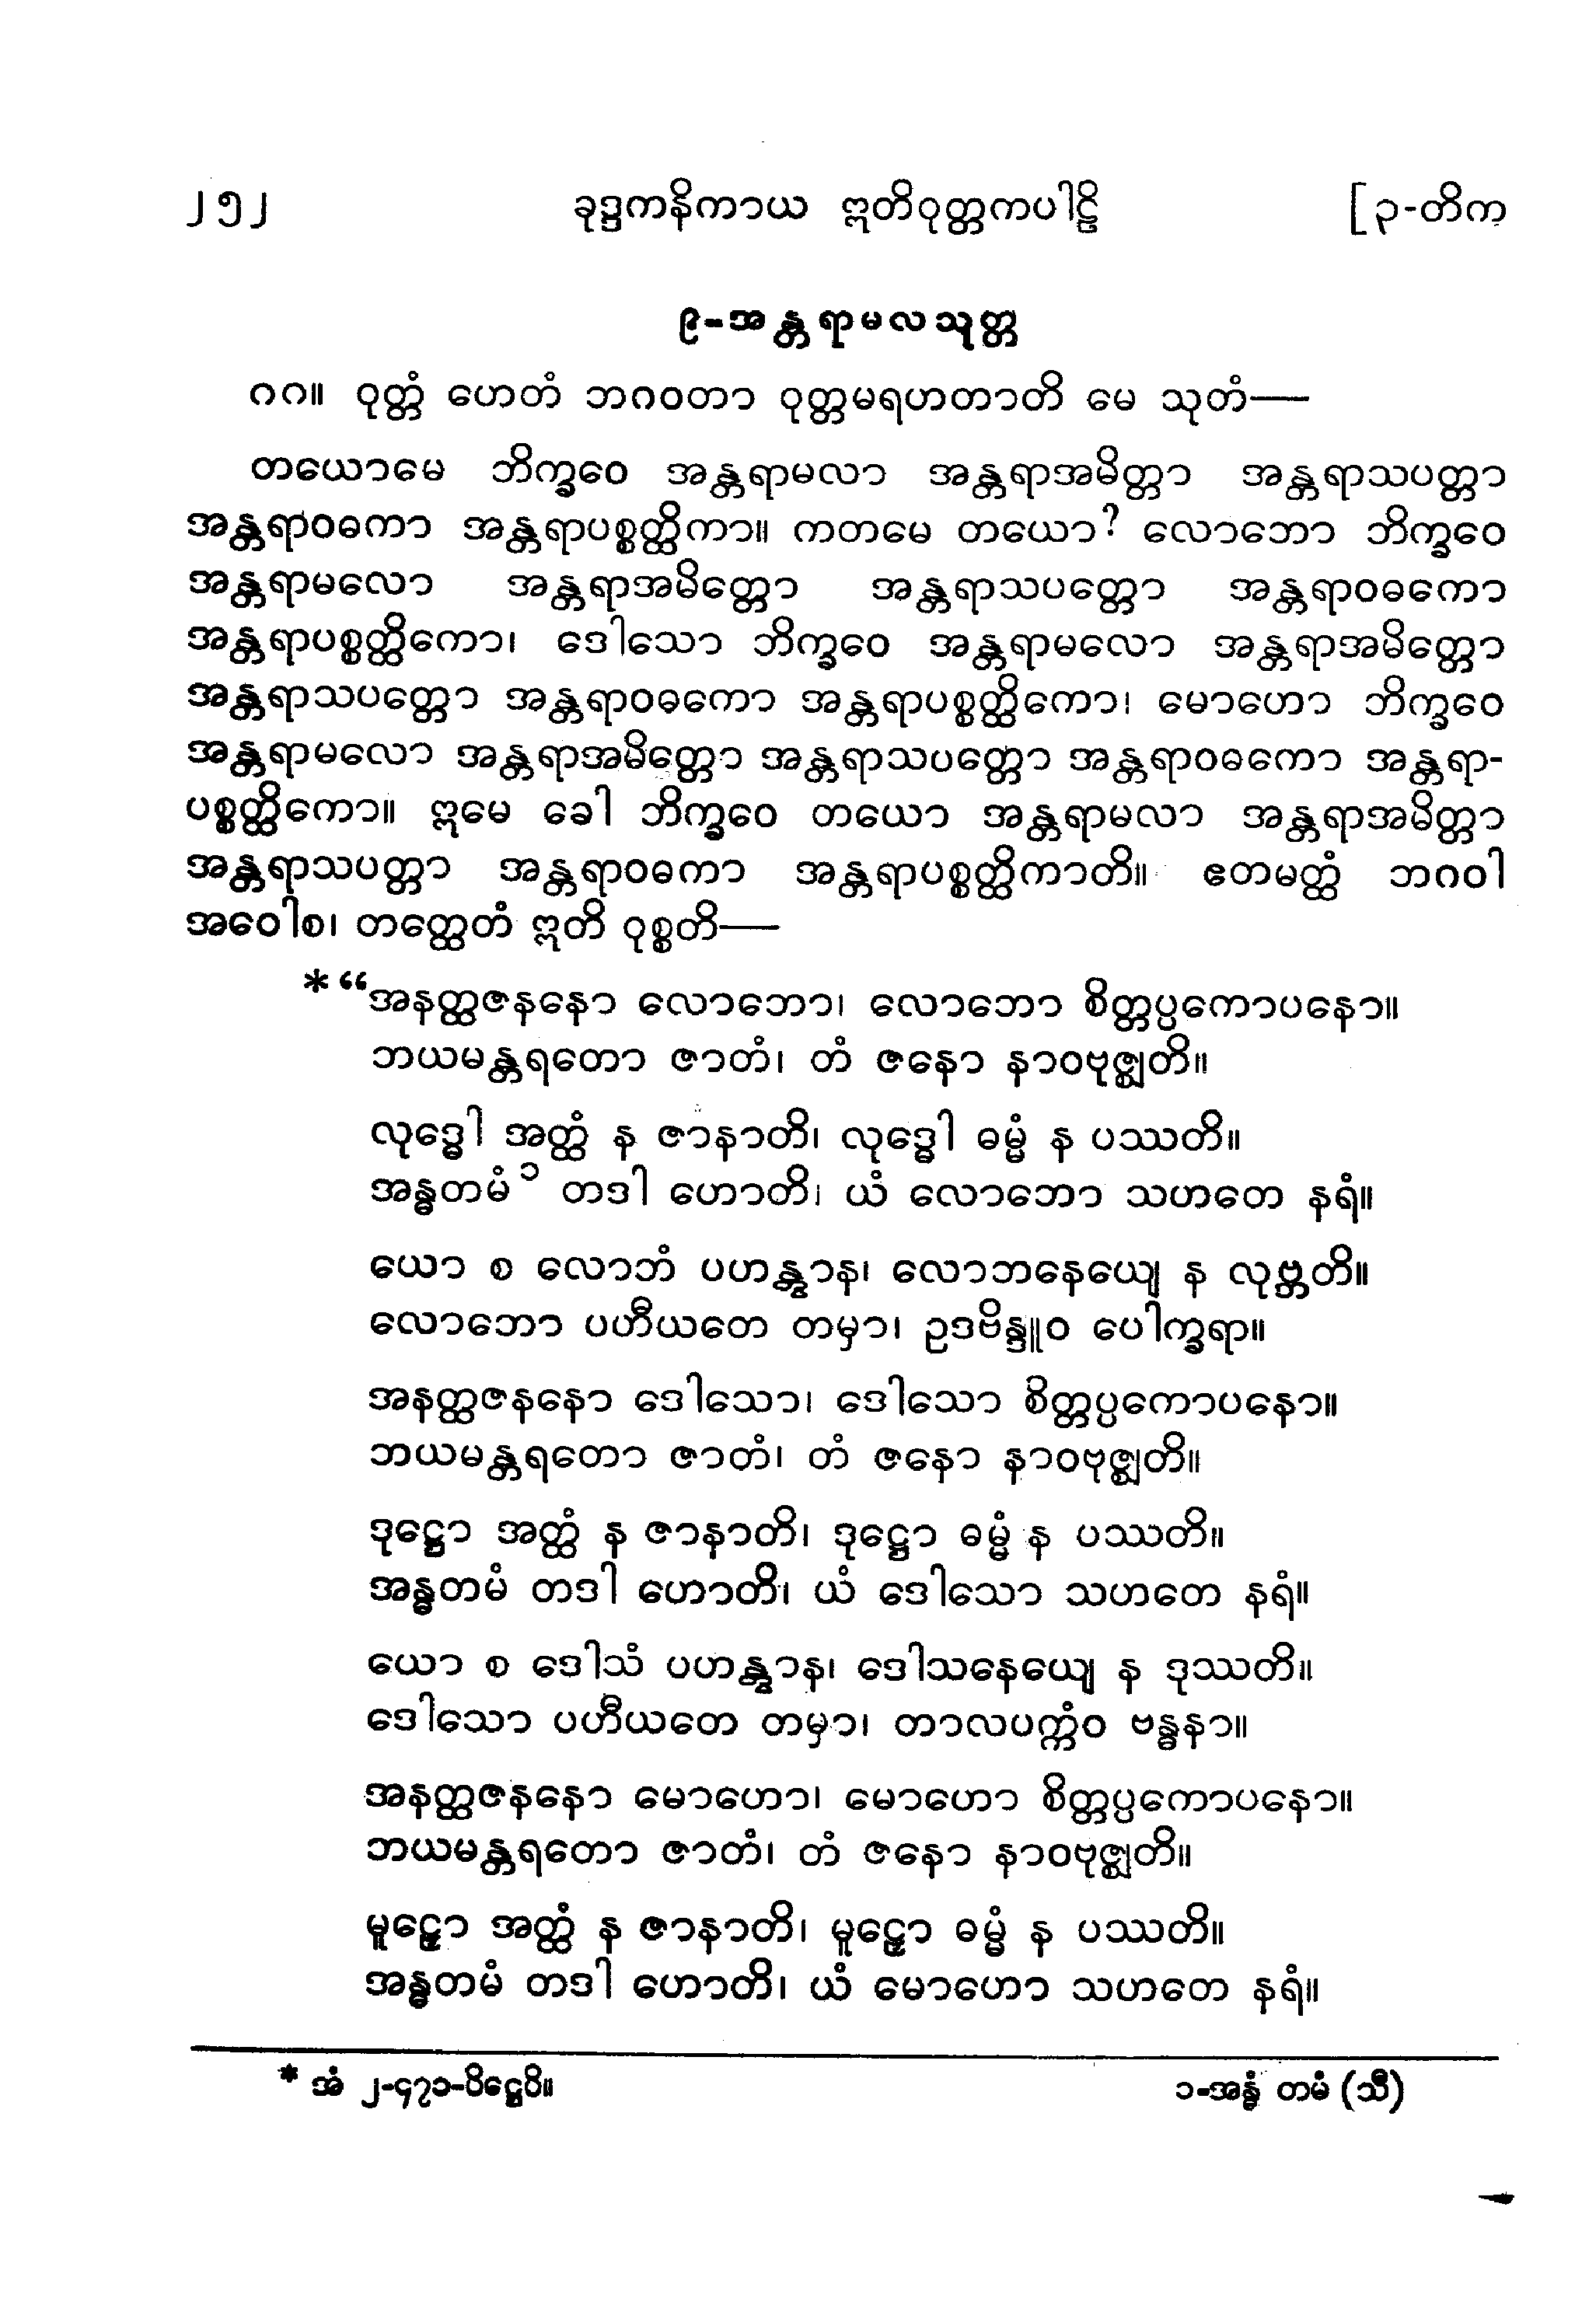 ၂၅၂ ခုဒ္ဒကနိကာယ ဣတိဝုတ္တကပါဠိ [၃-တိက
၉-အန္တရာမလသုတ္တ
ဂဂ။ ဝုတ္တံ ဟေတံ ဘဂဝတာ ဝုတ္တမရဟတာတိ မေ သုတံ—
တယောမေ ဘိက္ခဝေ အန္တရာမလာ အန္တရာအမိတ္တာ အန္တရာသပတ္တာ
အန္တရာဝဓကာ အန္တရာပစ္စတ္ထိကာ။ ကတမေ တယော? လောဘော ဘိက္ခဝေ
အန္တရာမလော အန္တရာအမိတ္တော အန္တရာသပတ္တော အန္တရာဝဓကော
အန္တရာပစ္စတ္ထိကော၊ ဒေါသော ဘိက္ခဝေ အန္တရာမလော အန္တရာအမိတ္တော
အန္တရာသပတ္တော အန္တရာဝဓကော အန္တရာပစ္စတ္ထိကော၊ မောဟော ဘိက္ခဝေ
အန္တရာမလော အန္တရာအမိတ္တော အန္တရာသပတ္တော အန္တရာဝဓကော အန္တရာ-
ပစ္စတ္ထိကော။ ဣမေ ခေါ ဘိက္ခဝေ တယော အန္တရာမလာ အန္တရာအမိတ္တာ
အန္တရာသပတ္တာ အန္တရာဝဓကာ အန္တရာပစ္စတ္ထိကာတိ။ ဧတမတ္ထံ ဘဂဝါ
အဝေါစ၊ တတ္ထေတံ ဣတိ ဝုစ္စတိ—
* “အနတ္ထဇနနော လောဘော၊ လောဘော စိတ္တပ္ပကောပနော။
ဘယမန္တရတော ဇာတံ၊ တံ ဇနော နာဝဗုဇ္ဈတိ။
လုဒ္ဓေါ အတ္ထံ န ဇာနာတိ၊ လုဒ္ဓေါ ဓမ္မံ န ပဿတိ။
အန္ဓတမံ ၁ တဒါ ဟောတိ၊ ယံ လောဘော သဟတေ နရံ။
ယော စ လောဘံ ပဟန္တွာန၊ လောဘနေယျေ န လုဗ္ဘတိ။
လောဘော ပဟီယတေ တမှာ၊ ဥဒဗိန္ဒူဝ ပေါက္ခရာ။
အနတ္ထဇနနော ဒေါသော၊ ဒေါသော စိတ္တပ္ပကောပနော။
ဘယမန္တရတော ဇာတံ၊ တံ ဇနော နာဝဗုဇ္ဈတိ။
ဒုဋ္ဌော အတ္ထံ န ဇာနာတိ၊ ဒုဋ္ဌော ဓမ္မံ န ပဿတိ။
အန္ဓတမံ တဒါ ဟောတိ၊ ယံ ဒေါသော သဟတေ နရံ။
ယော စ ဒေါသံ ပဟန္တွာန၊ ဒေါသနေယျေ န ဒုဿတိ။
ဒေါသော ပဟီယတေ တမှာ၊ တာလပက္ကံဝ ဗန္ဓနာ။
အနတ္ထဇနနော မောဟော၊ မောဟော စိတ္တပ္ပကောပနော။
ဘယမန္တရတော ဇာတံ၊ တံ ဇနော နာဝဗုဇ္ဈတိ။
မူဠှော အတ္ထံ န ဇာနာတိ၊ မူဠှော ဓမ္မံ န ပဿတိ။
အန္ဓတမံ တဒါ ဟောတိ၊ ယံ မောဟော သဟတေ နရံ။
* အံ ၂-၄၇၁-ပိဋ္ဌေပိ။ ၁-အန္ဓံ တမံ (သီ)